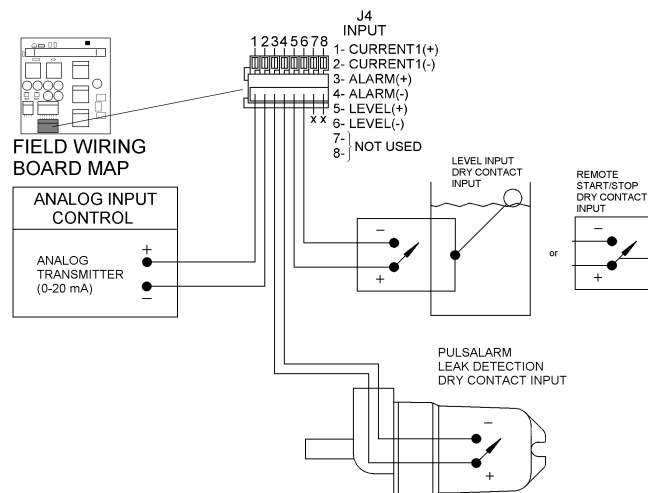 J4
INPUT
12345678
1- CURRENT1(+)
2- CURRENT1(-)
3- ALARM(+)
4- ALARM(-)
5- LEVEL(+)
6- LEVEL(-)
7-
8- } NOT USED
x x
FIELD WIRING
BOARD MAP
ANALOG INPUT
CONTROL
ANALOG
TRANSMITTER
(0-20 mA)
+
−
LEVEL INPUT
DRY CONTACT
INPUT
−
+
or
REMOTE
START/STOP
DRY CONTACT
INPUT
−
+
PULSALARM
LEAK DETECTION
DRY CONTACT INPUT
−
+